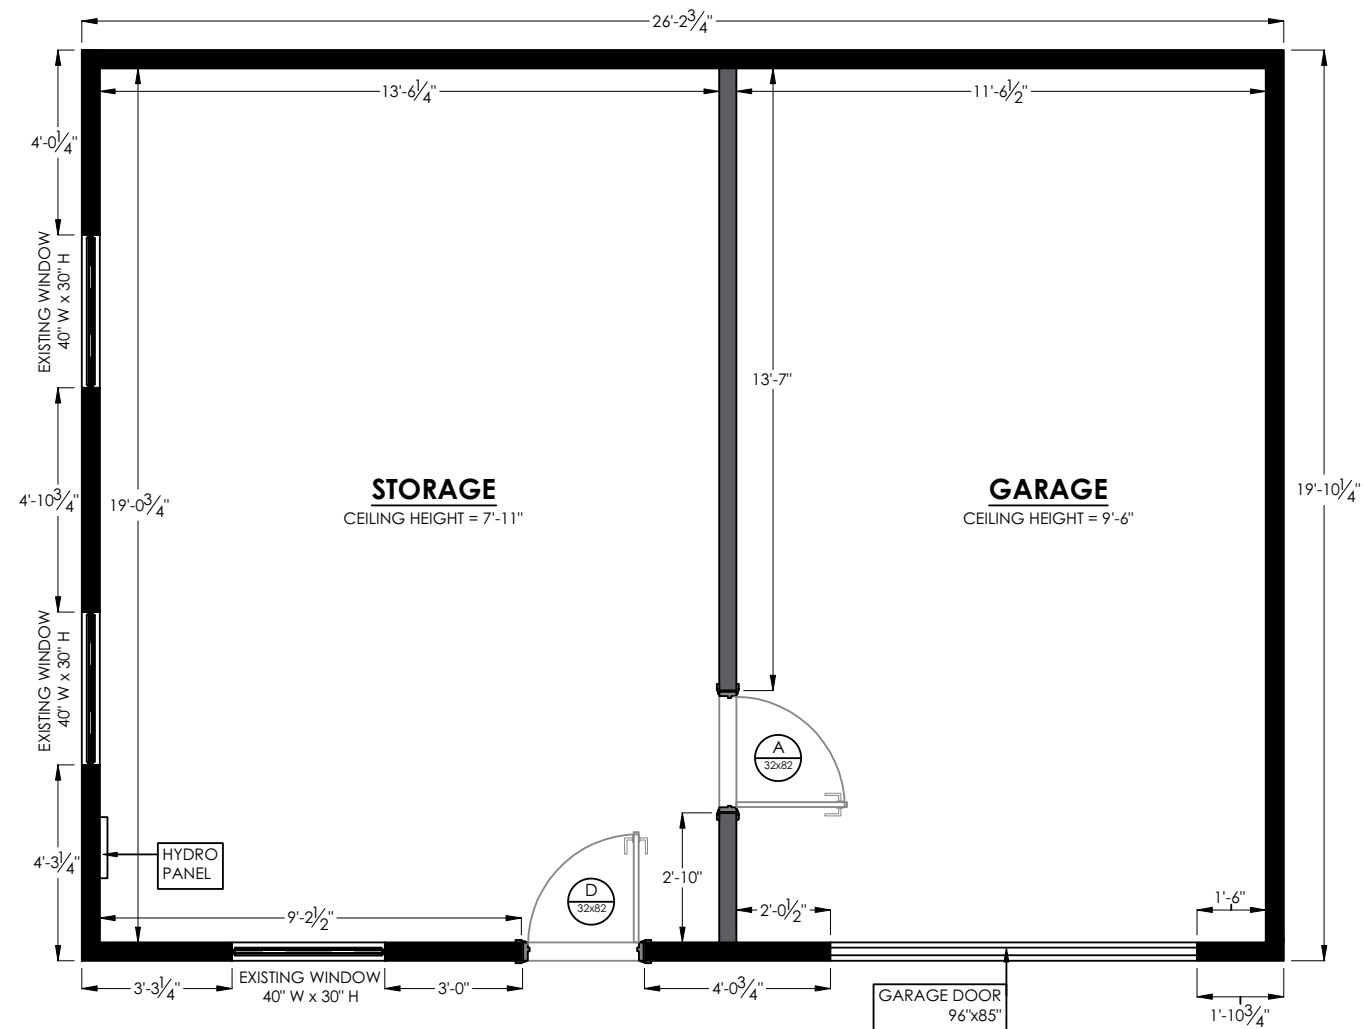 26'-2¾"
13'-6¼"
11'-6½"
4'-0¼"
EXISTING WINDOW
40" W x 30" H
13'-7"
4'-10¾"
19'-0¾"
STORAGE
CEILING HEIGHT = 7'-11"
GARAGE
CEILING HEIGHT = 9'-6"
19'-10¼"
EXISTING WINDOW
40" W x 30" H
A
32x82
4'-3¼"
HYDRO
PANEL
2'-10"
D
32x82
9'-2½"
2'-0½"
1'-6"
3'-3¼"
EXISTING WINDOW
40" W x 30" H
3'-0"
4'-0¾"
GARAGE DOOR
96"x85"
1'-10¾"